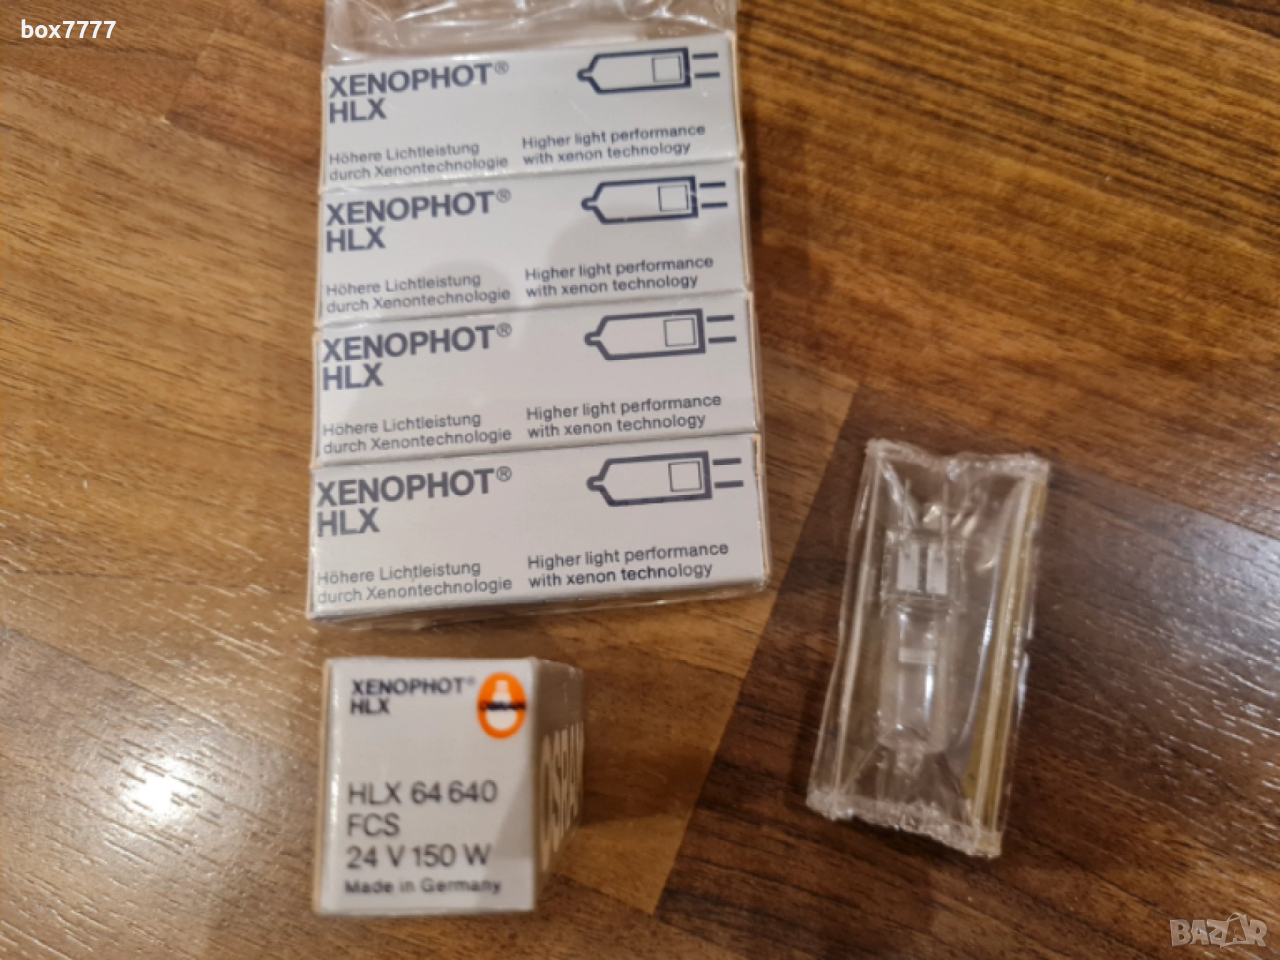 box7777
XENOPHOT®
HLX
Höhere Lichtleistung
durch Xenontechnologie
Higher light performance
with xenon technology
XENOPHOT®
HLX
Höhere Lichtleistung
durch Xenontechnologie
Higher light performance
with xenon technology
XENOPHOT®
HLX
Höhere Lichtleistung
durch Xenontechnologie
Higher light performance
with xenon technology
XENOPHOT®
HLX
Höhere Lichtleistung
durch Xenontechnologie
Higher light performance
with xenon technology
XENOPHOT®
HLX
OSRAM
HLX 64 640
FCS
24 V 150 W
Made in Germany
OSRA
BAZAR